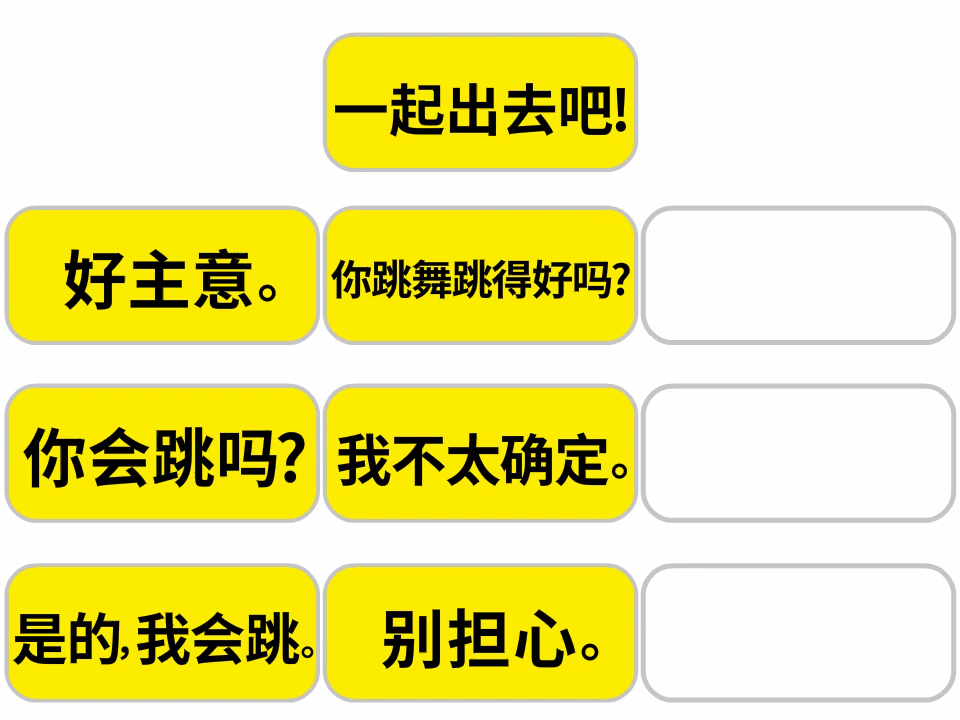 一起出去吧!
好主意。
你跳舞跳得好吗?
你会跳吗?
我不太确定。
是的,我会跳。
别担心。